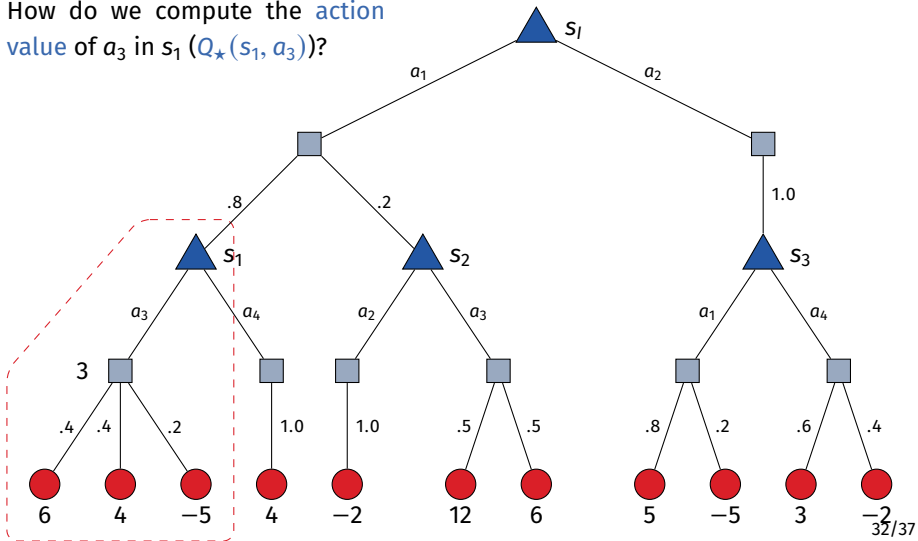 How do we compute the action
value of a₃ in s₁ (Q⋆(s₁, a₃))?
s_I
a₁ a₂
.8 .2 1.0
s₁ s₂ s₃
a₃ a₄ a₂ a₃ a₁ a₄
3
.4 .4 .2 1.0 1.0 .5 .5 .8 .2 .6 .4
6 4 −5 4 −2 12 6 5 −5 3 −2
32/37